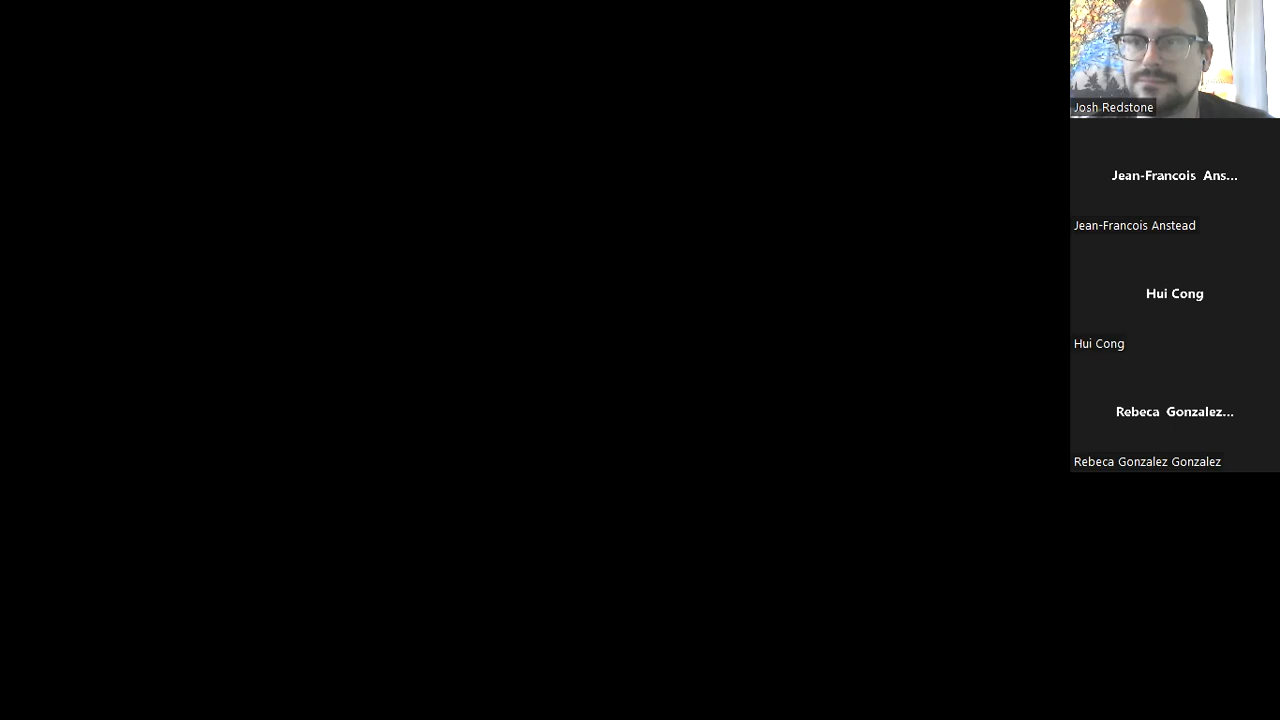 Josh Redstone
Jean-Francois Ans...
Jean-Francois Anstead
Hui Cong
Hui Cong
Rebeca Gonzalez...
Rebeca Gonzalez Gonzalez